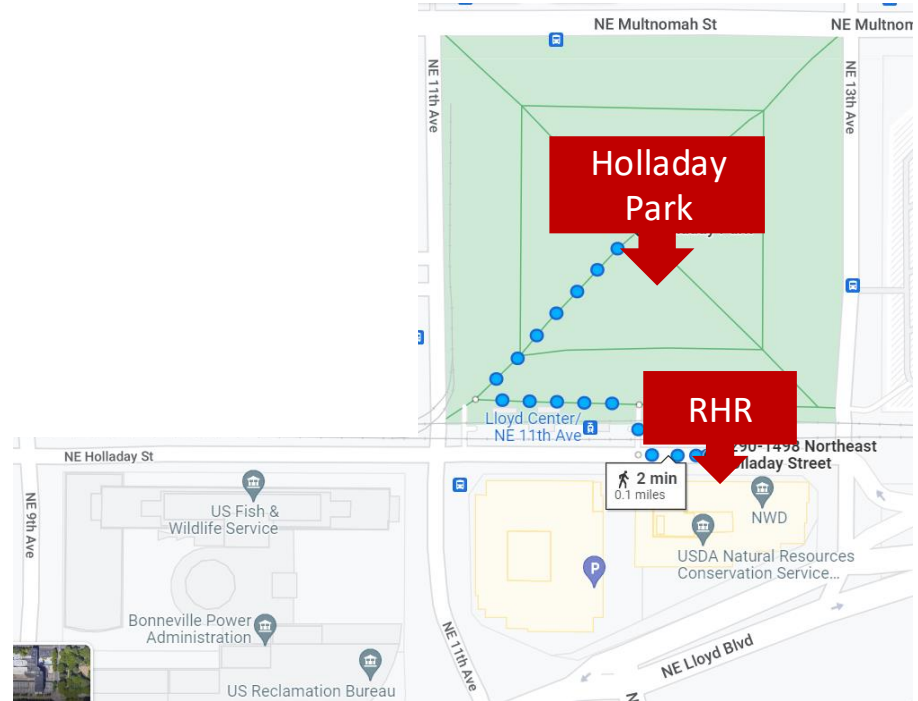 NE Multnomah St
NE Multnom
NE 11th Ave
NE 13th Ave
Holladay
Park
RHR
Lloyd Center/
NE 11th Ave
290-1498 Northeast
lladay Street
NE Holladay St
2 min
0.1 miles
NWD
US Fish &
Wildlife Service
USDA Natural Resources
Conservation Service...
NE 9th Ave
P
Bonneville Power
Administration
NE 11th Ave
NE Lloyd Blvd
US Reclamation Bureau
N